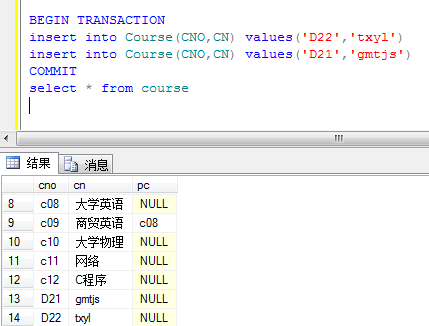 BEGIN TRANSACTION
insert into Course(CNO,CN) values('D22','txyl')
insert into Course(CNO,CN) values('D21','gmtjs')
COMMIT
select * from course
结果 消息
cno cn pc
8 c08 大学英语 NULL
9 c09 商贸英语 c08
10 c10 大学物理 NULL
11 c11 网络 NULL
12 c12 C程序 NULL
13 D21 gmtjs NULL
14 D22 txyl NULL